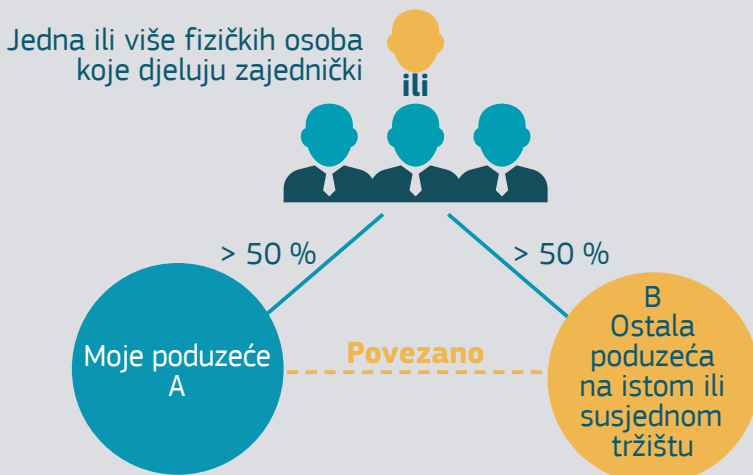 Jedna ili više fizičkih osoba
koje djeluju zajednički
ili
> 50 %
> 50 %
Moje poduzeće
A
Povezano
B
Ostala
poduzeća
na istom ili
susjednom
tržištu